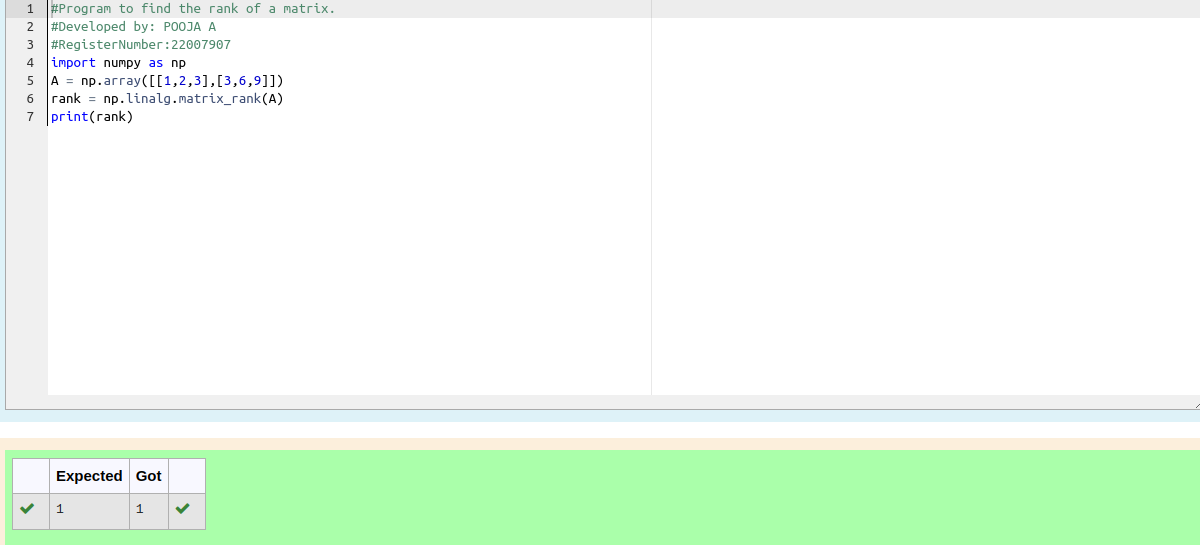 1 #Program to find the rank of a matrix.
2 #Developed by: POOJA A
3 #RegisterNumber:22007907
4 import numpy as np
5 A = np.array([[1,2,3],[3,6,9]])
6 rank = np.linalg.matrix_rank(A)
7 print(rank)
Expected Got
1 1